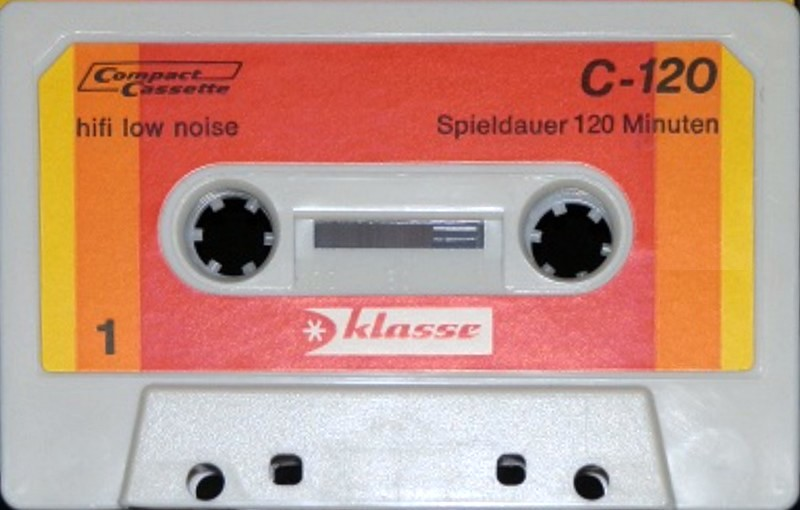 Compact
Cassette
C-120
hifi low noise
Spieldauer 120 Minuten
1
klasse